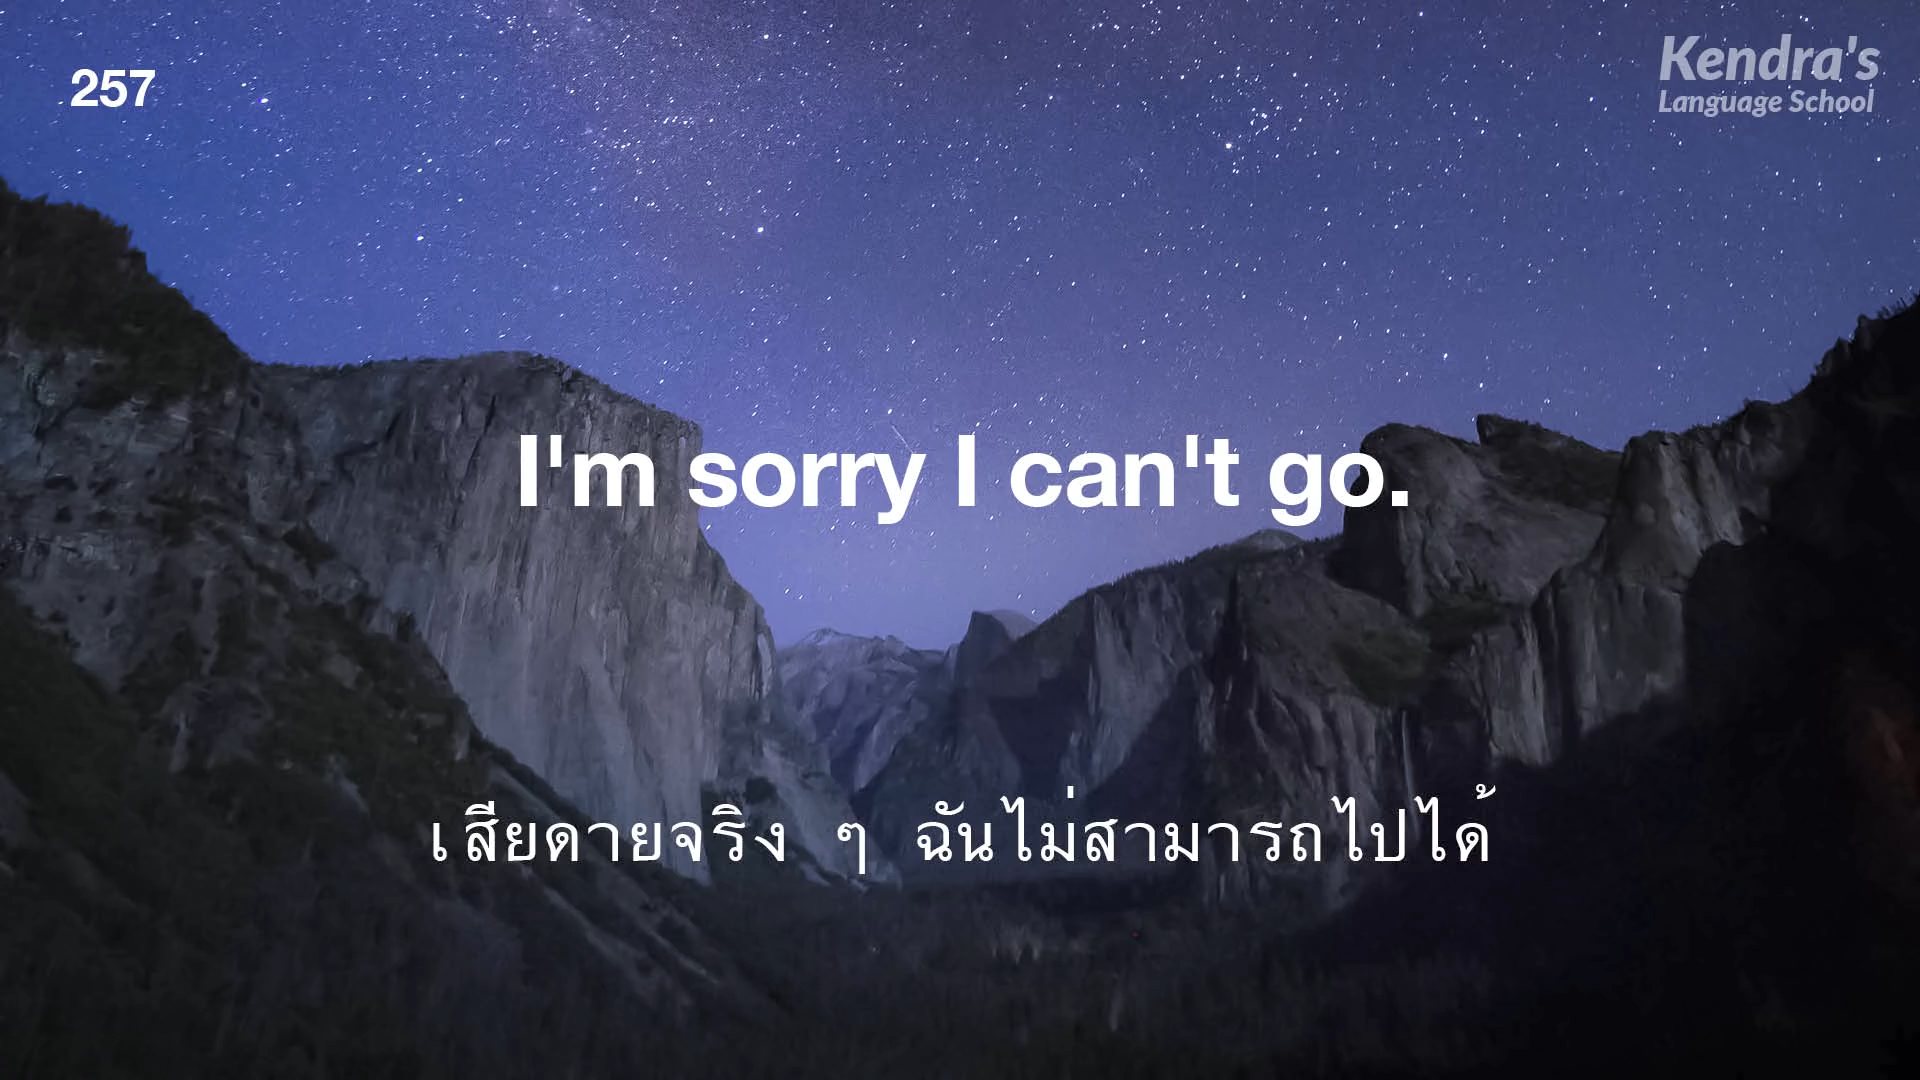 257
Kendra's
Language School
I'm sorry I can't go.
เสียดายจริง ๆ ฉันไม่สามารถไปได้